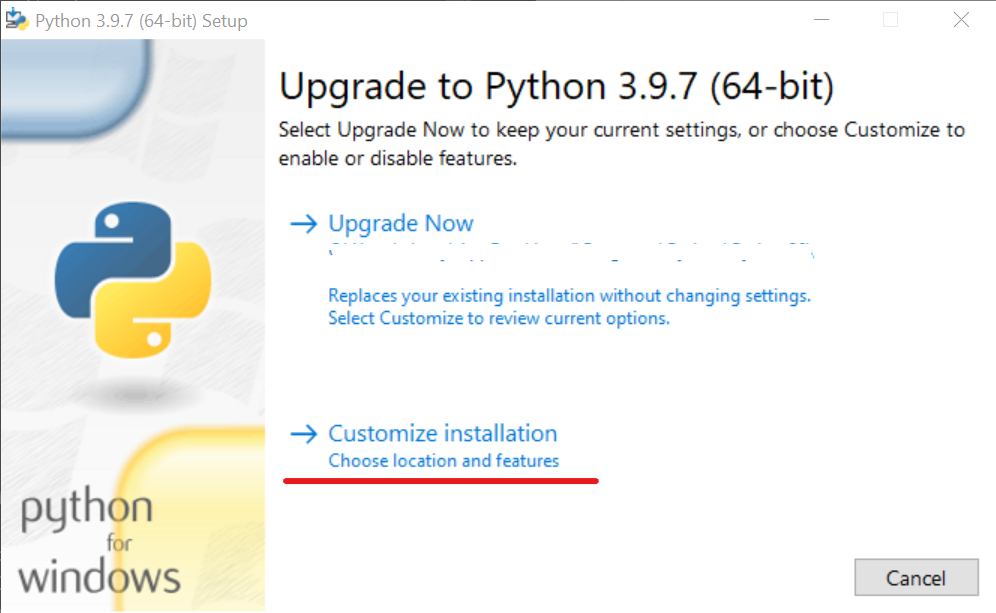 Python 3.9.7 (64-bit) Setup
Upgrade to Python 3.9.7 (64-bit)
Select Upgrade Now to keep your current settings, or choose Customize to
enable or disable features.
Upgrade Now
Replaces your existing installation without changing settings.
Select Customize to review current options.
Customize installation
Choose location and features
python
for
windows
Cancel